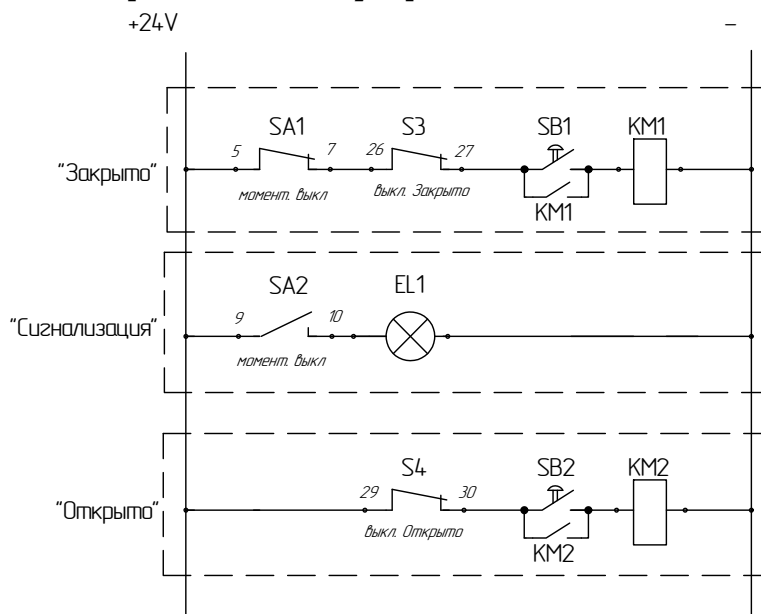 +24V –
SA1 S3 SB1 KM1
5 7 26 27
"Закрыто"
момент. выкл выкл. Закрыто
KM1
SA2 EL1
9 10
"Сигнализация"
момент. выкл
S4 SB2 KM2
29 30
"Открыто"
выкл. Открыто
KM2